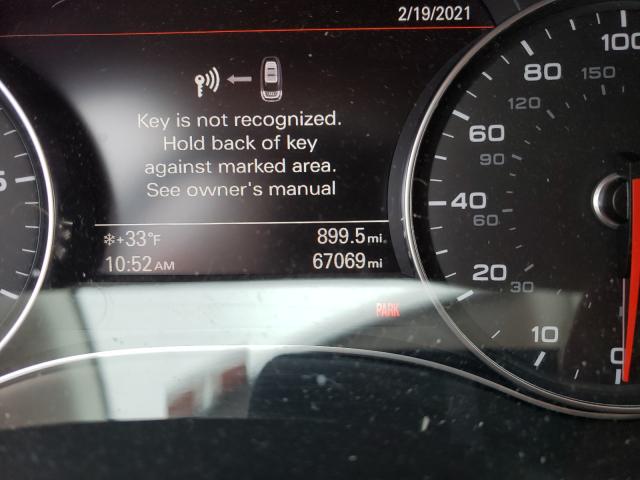 2/19/2021
Key is not recognized.
Hold back of key
against marked area.
See owner's manual
+33°F
899.5 mi
10:52 AM
67069 mi
PARK
5
100
80
150
120
60
90
40
60
20
30
10
0